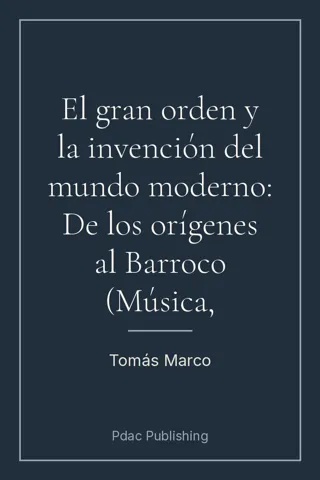 El gran orden y
la invención del
mundo moderno:
De los orígenes
al Barroco
(Música,
Tomás Marco
Pdac Publishing